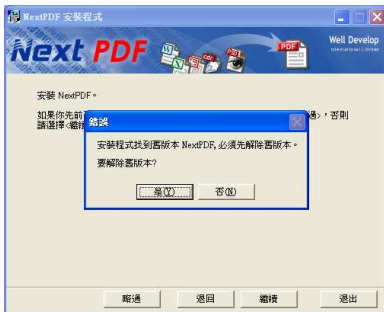 NextPDF 安裝程式
Next PDF
PDF
Well Develop
安裝 NextPDF。
如果你先前
過>，否則
請選擇<繼續
錯誤
安裝程式找到舊版本 NextPDF, 必須先解除舊版本。
要解除舊版本?
是(Y)
否(N)
略過
退回
繼續
退出